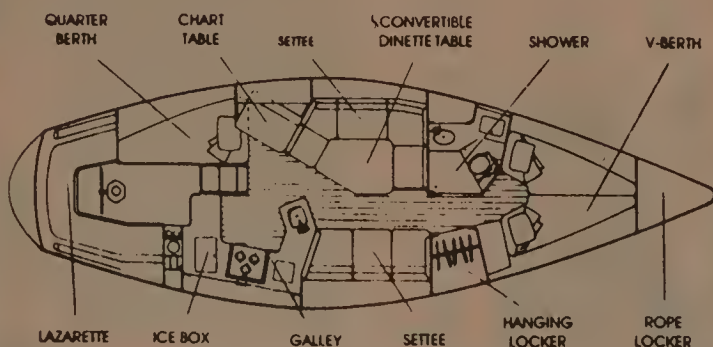 QUARTER
BERTH
CHART
TABLE
SETTEE
CONVERTIBLE
DINETTE TABLE
SHOWER
V-BERTH
LAZARETTE
ICE BOX
GALLEY
SETTEE
HANGING
LOCKER
ROPE
LOCKER